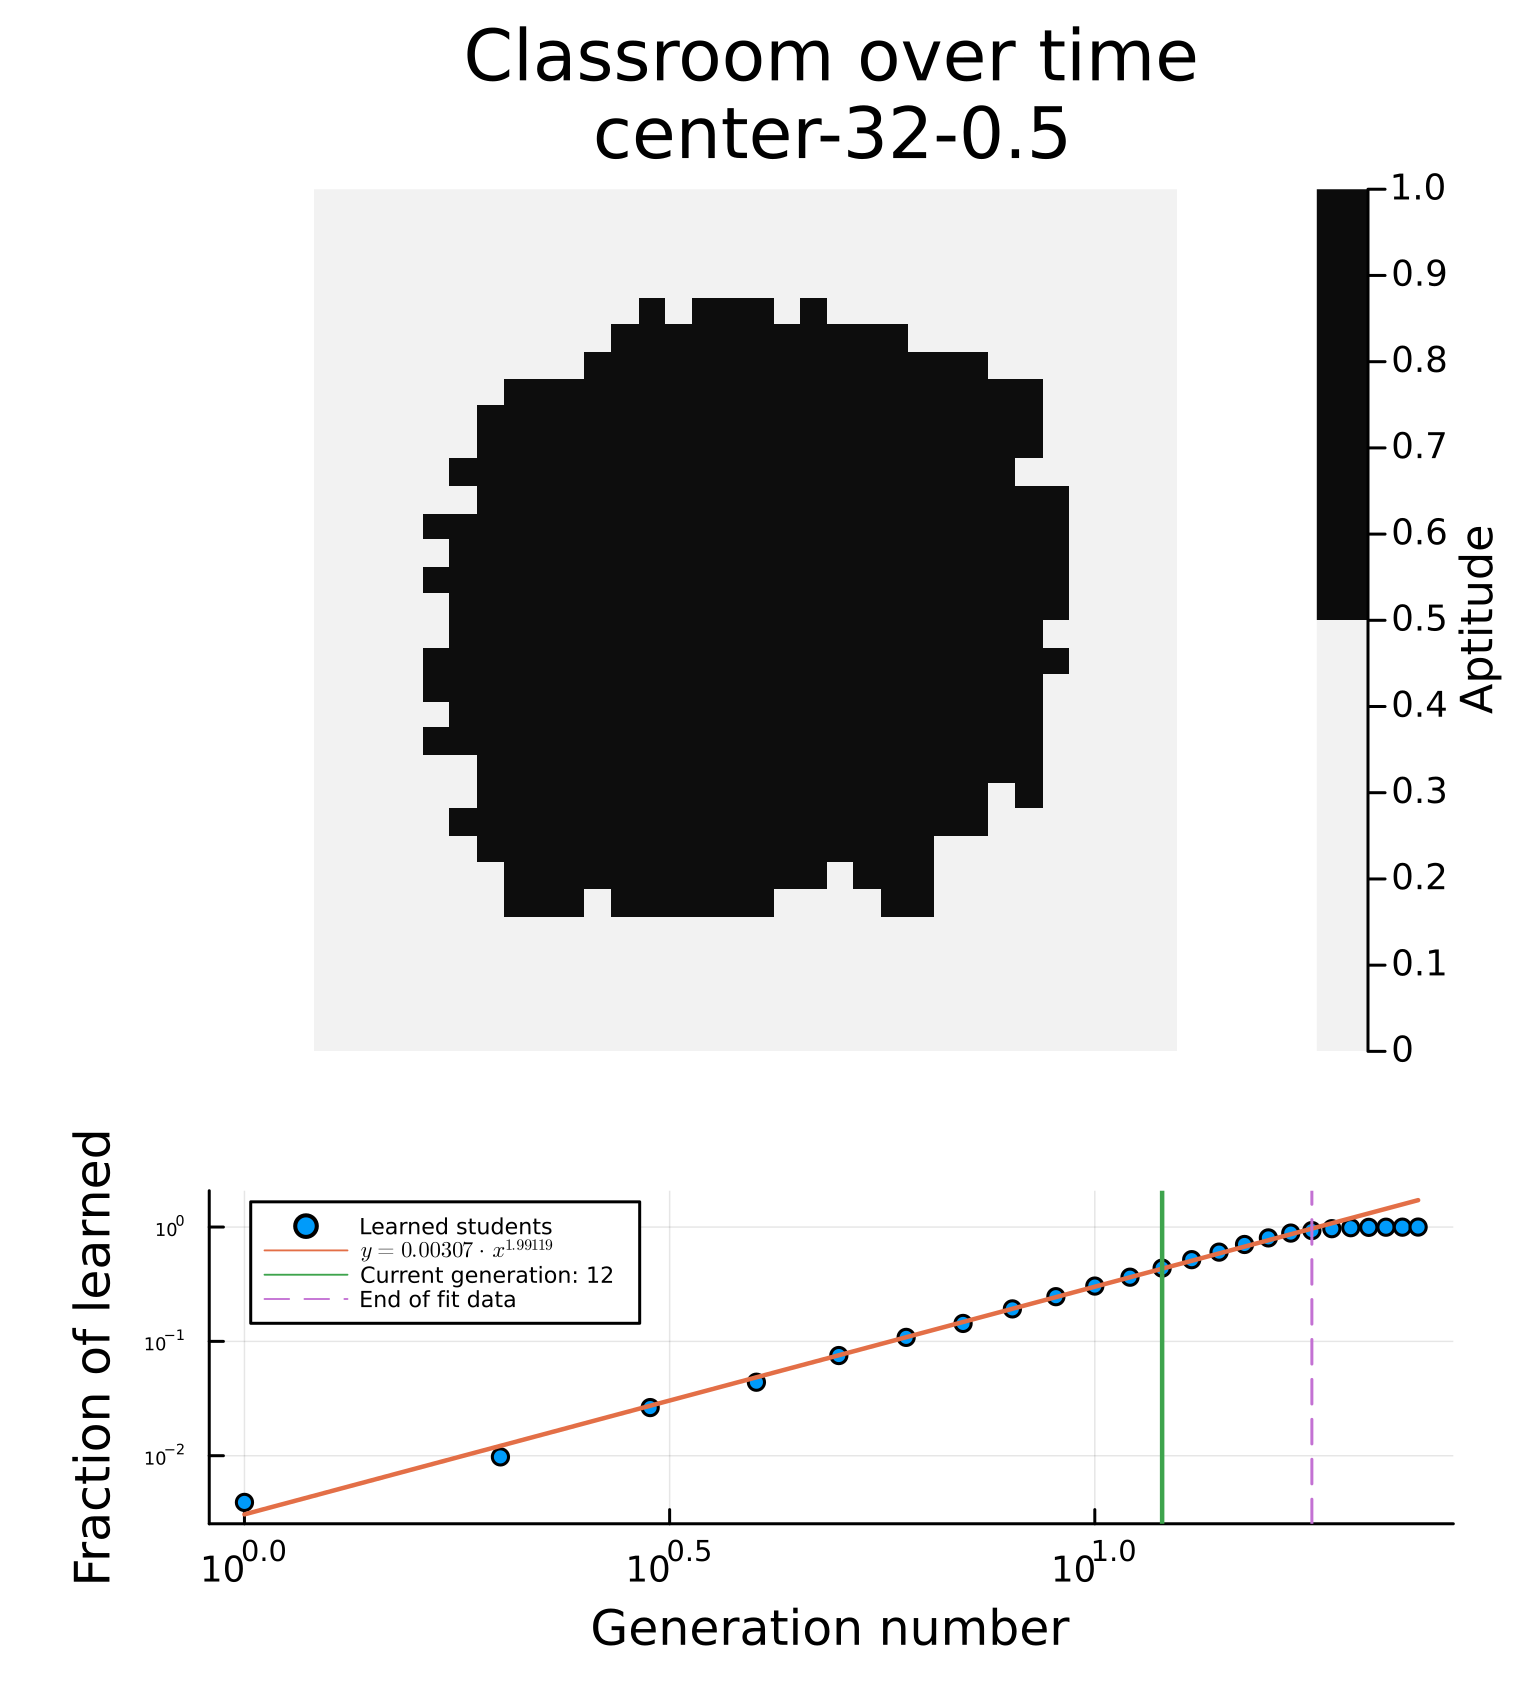 Classroom over time
center-32-0.5
1.0
0.9
0.8
0.7
0.6
0.5
0.4
0.3
0.2
0.1
0
Aptitude
Fraction of learned
10⁰
10⁻¹
10⁻²
Learned students
y = 0.00307 · x^1.99119
Current generation: 12
End of fit data
10^0.0
10^0.5
10^1.0
Generation number